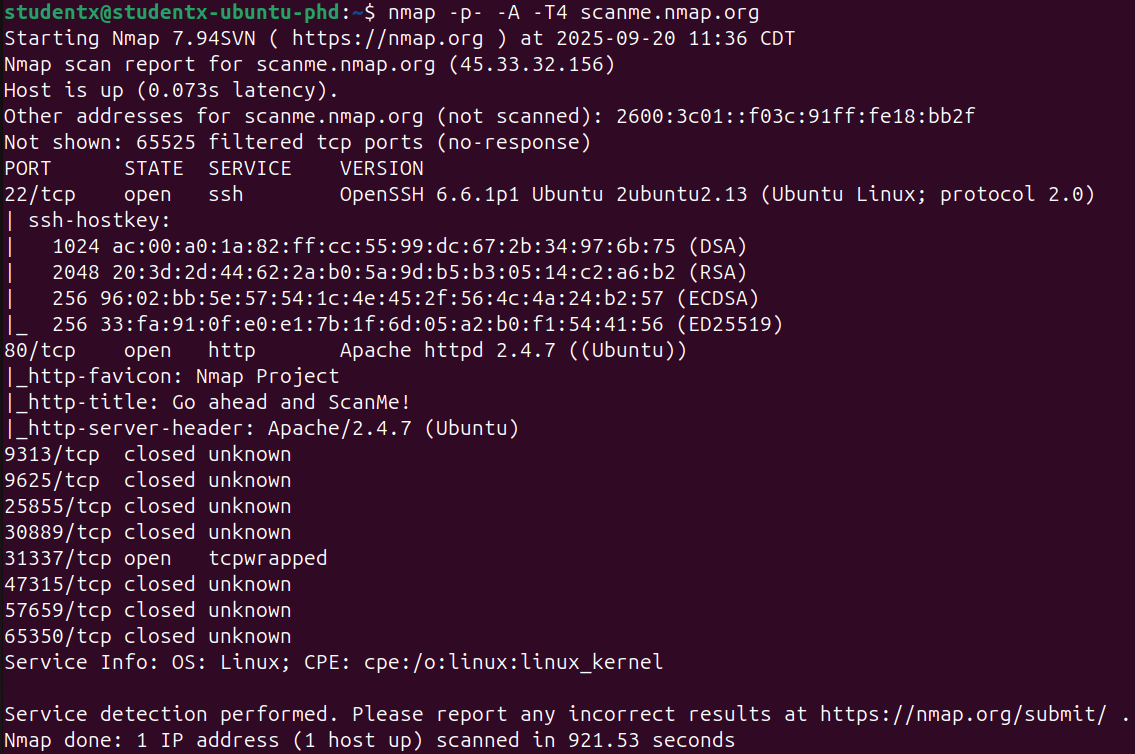 studentx@studentx-ubuntu-phd:~$ nmap -p- -A -T4 scanme.nmap.org
Starting Nmap 7.94SVN ( https://nmap.org ) at 2025-09-20 11:36 CDT
Nmap scan report for scanme.nmap.org (45.33.32.156)
Host is up (0.073s latency).
Other addresses for scanme.nmap.org (not scanned): 2600:3c01::f03c:91ff:fe18:bb2f
Not shown: 65525 filtered tcp ports (no-response)
PORT      STATE  SERVICE    VERSION
22/tcp    open   ssh        OpenSSH 6.6.1p1 Ubuntu 2ubuntu2.13 (Ubuntu Linux; protocol 2.0)
| ssh-hostkey:
|   1024 ac:00:a0:1a:82:ff:cc:55:99:dc:67:2b:34:97:6b:75 (DSA)
|   2048 20:3d:2d:44:62:2a:b0:5a:9d:b5:b3:05:14:c2:a6:b2 (RSA)
|   256 96:02:bb:5e:57:54:1c:4e:45:2f:56:4c:4a:24:b2:57 (ECDSA)
|_  256 33:fa:91:0f:e0:e1:7b:1f:6d:05:a2:b0:f1:54:41:56 (ED25519)
80/tcp    open   http       Apache httpd 2.4.7 ((Ubuntu))
|_http-favicon: Nmap Project
|_http-title: Go ahead and ScanMe!
|_http-server-header: Apache/2.4.7 (Ubuntu)
9313/tcp  closed unknown
9625/tcp  closed unknown
25855/tcp closed unknown
30889/tcp closed unknown
31337/tcp open   tcpwrapped
47315/tcp closed unknown
57659/tcp closed unknown
65350/tcp closed unknown
Service Info: OS: Linux; CPE: cpe:/o:linux:linux_kernel
Service detection performed. Please report any incorrect results at https://nmap.org/submit/ .
Nmap done: 1 IP address (1 host up) scanned in 921.53 seconds